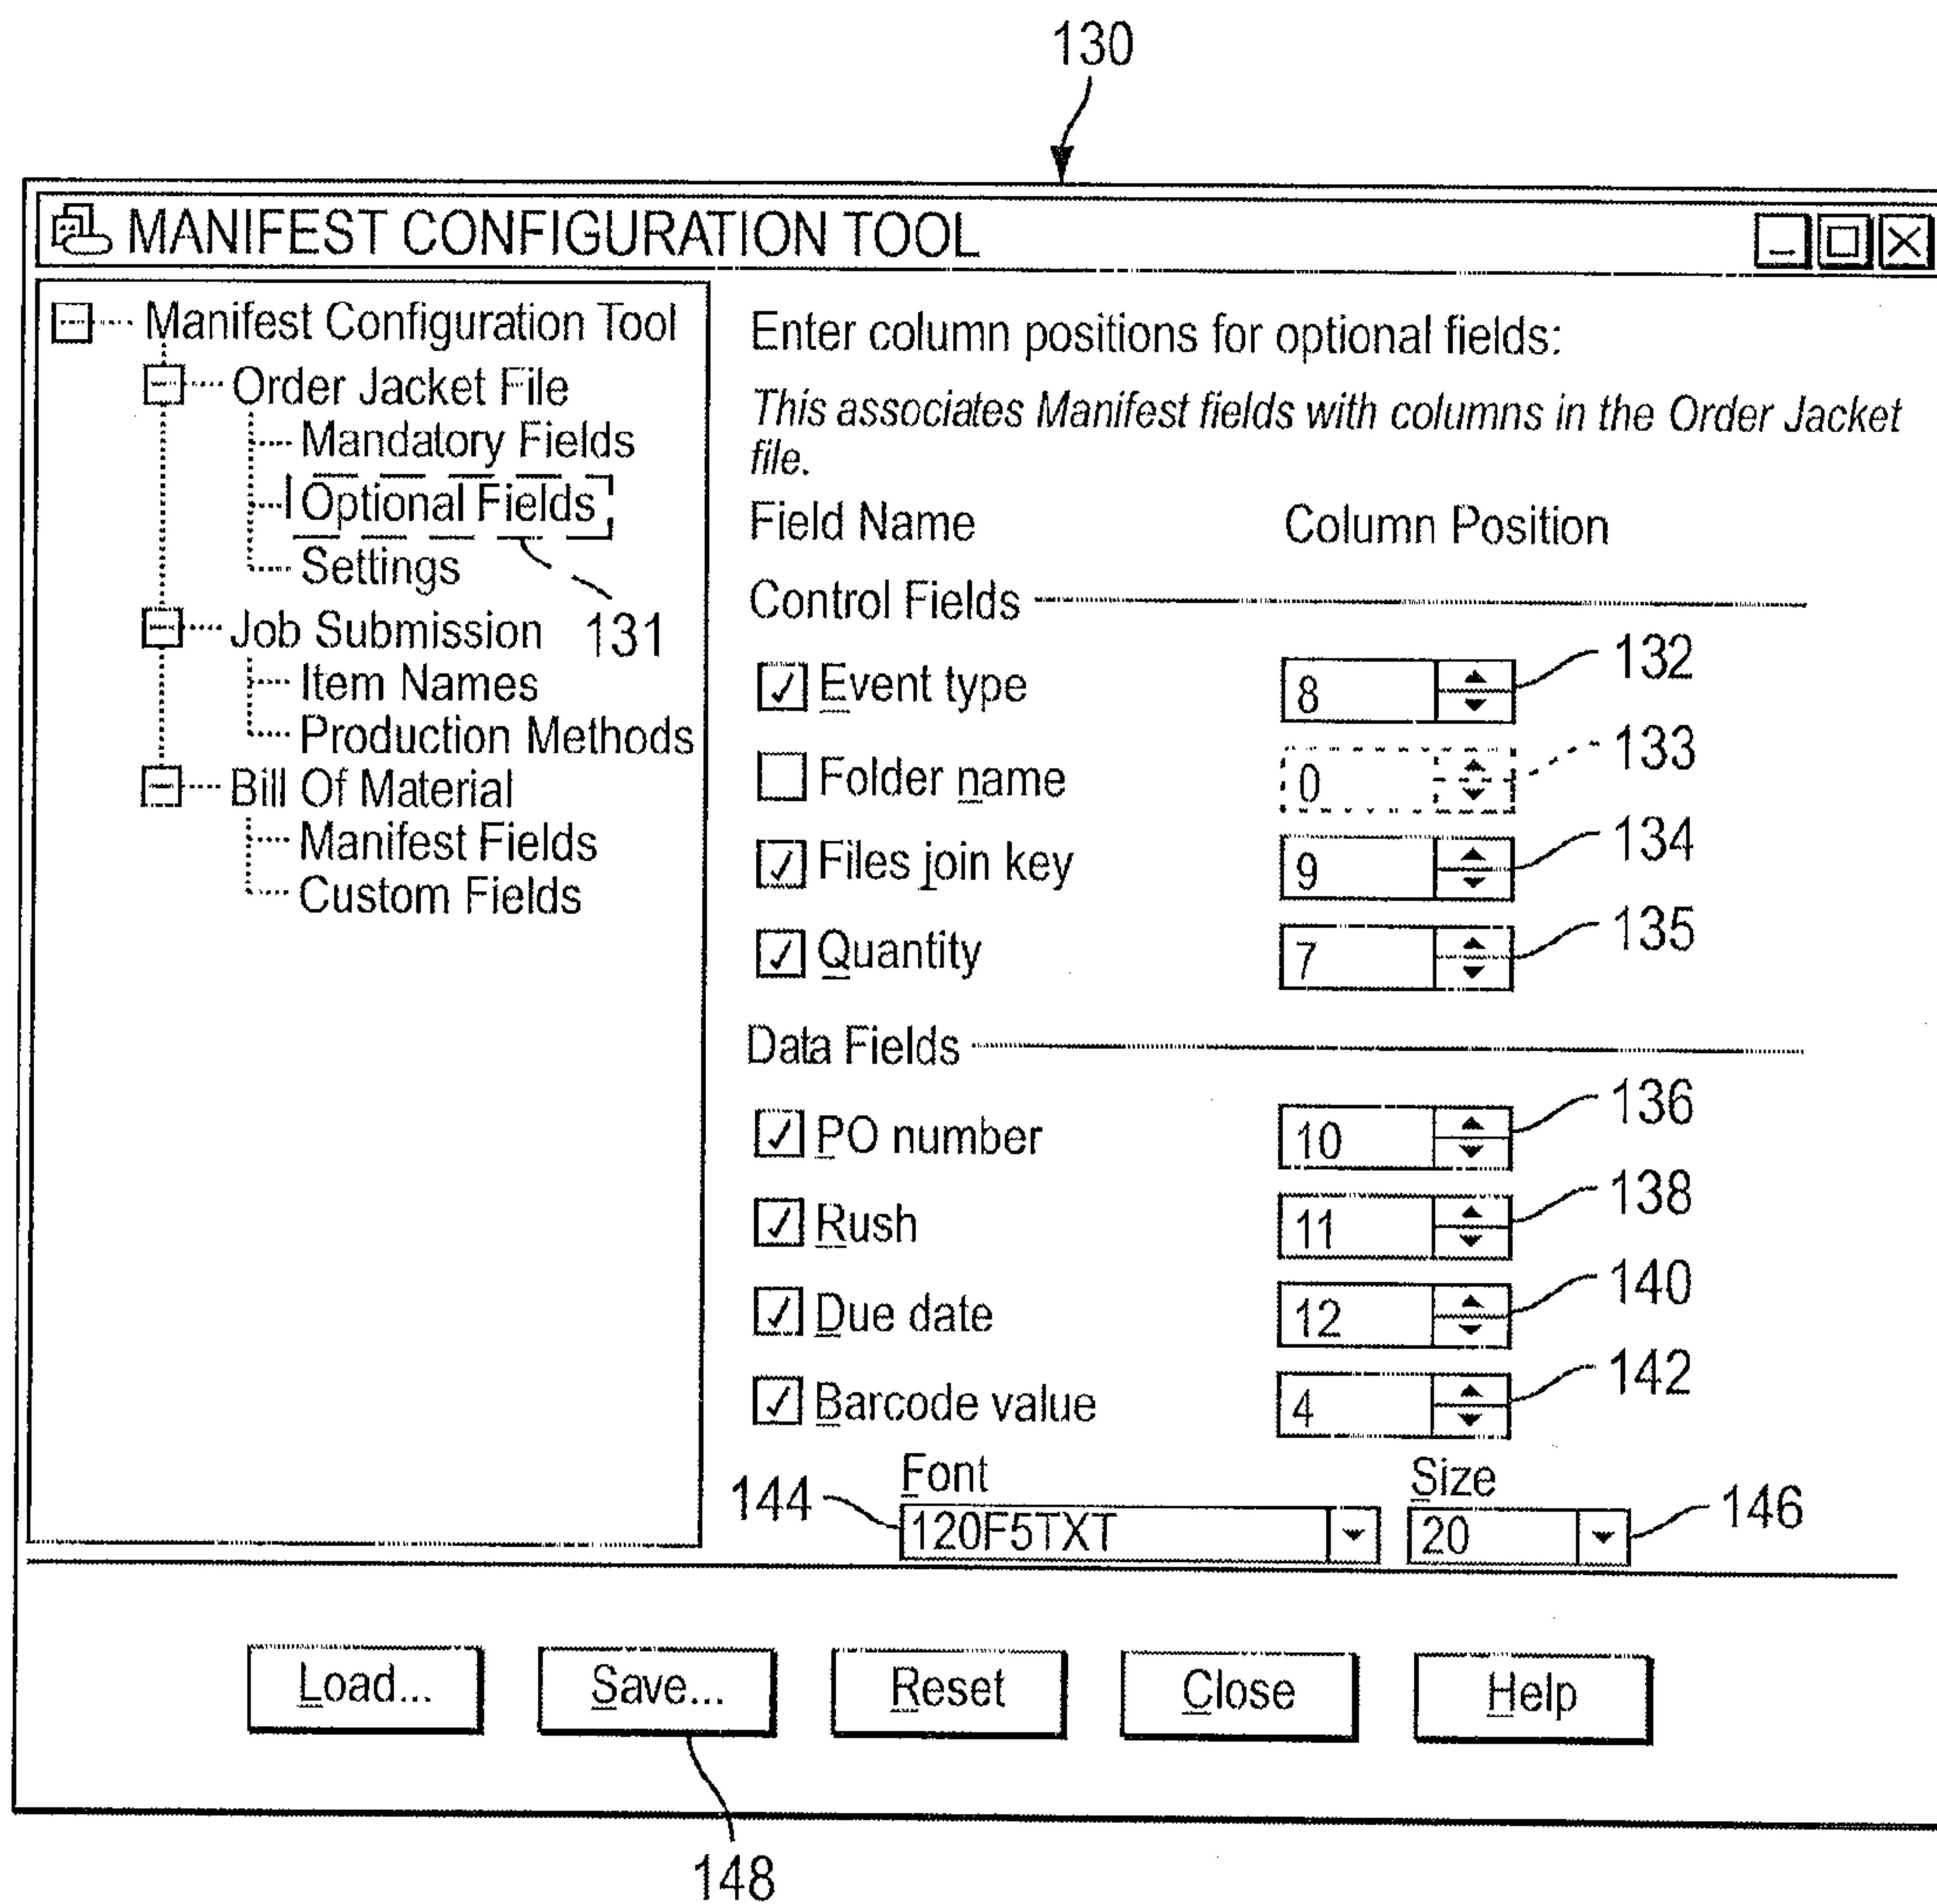 130
MANIFEST CONFIGURATION TOOL
Manifest Configuration Tool
Order Jacket File
Mandatory Fields
Optional Fields
Settings
131
Job Submission
Item Names
Production Methods
Bill Of Material
Manifest Fields
Custom Fields
Enter column positions for optional fields:
This associates Manifest fields with columns in the Order Jacket
file.
Field Name Column Position
Control Fields
Event type 8 132
Folder name 0 133
Files join key 9 134
Quantity 7 135
Data Fields
PO number 10 136
Rush 11 138
Due date 12 140
Barcode value 4 142
Font Size
144 120F5TXT 20 146
Load... Save... Reset Close Help
148